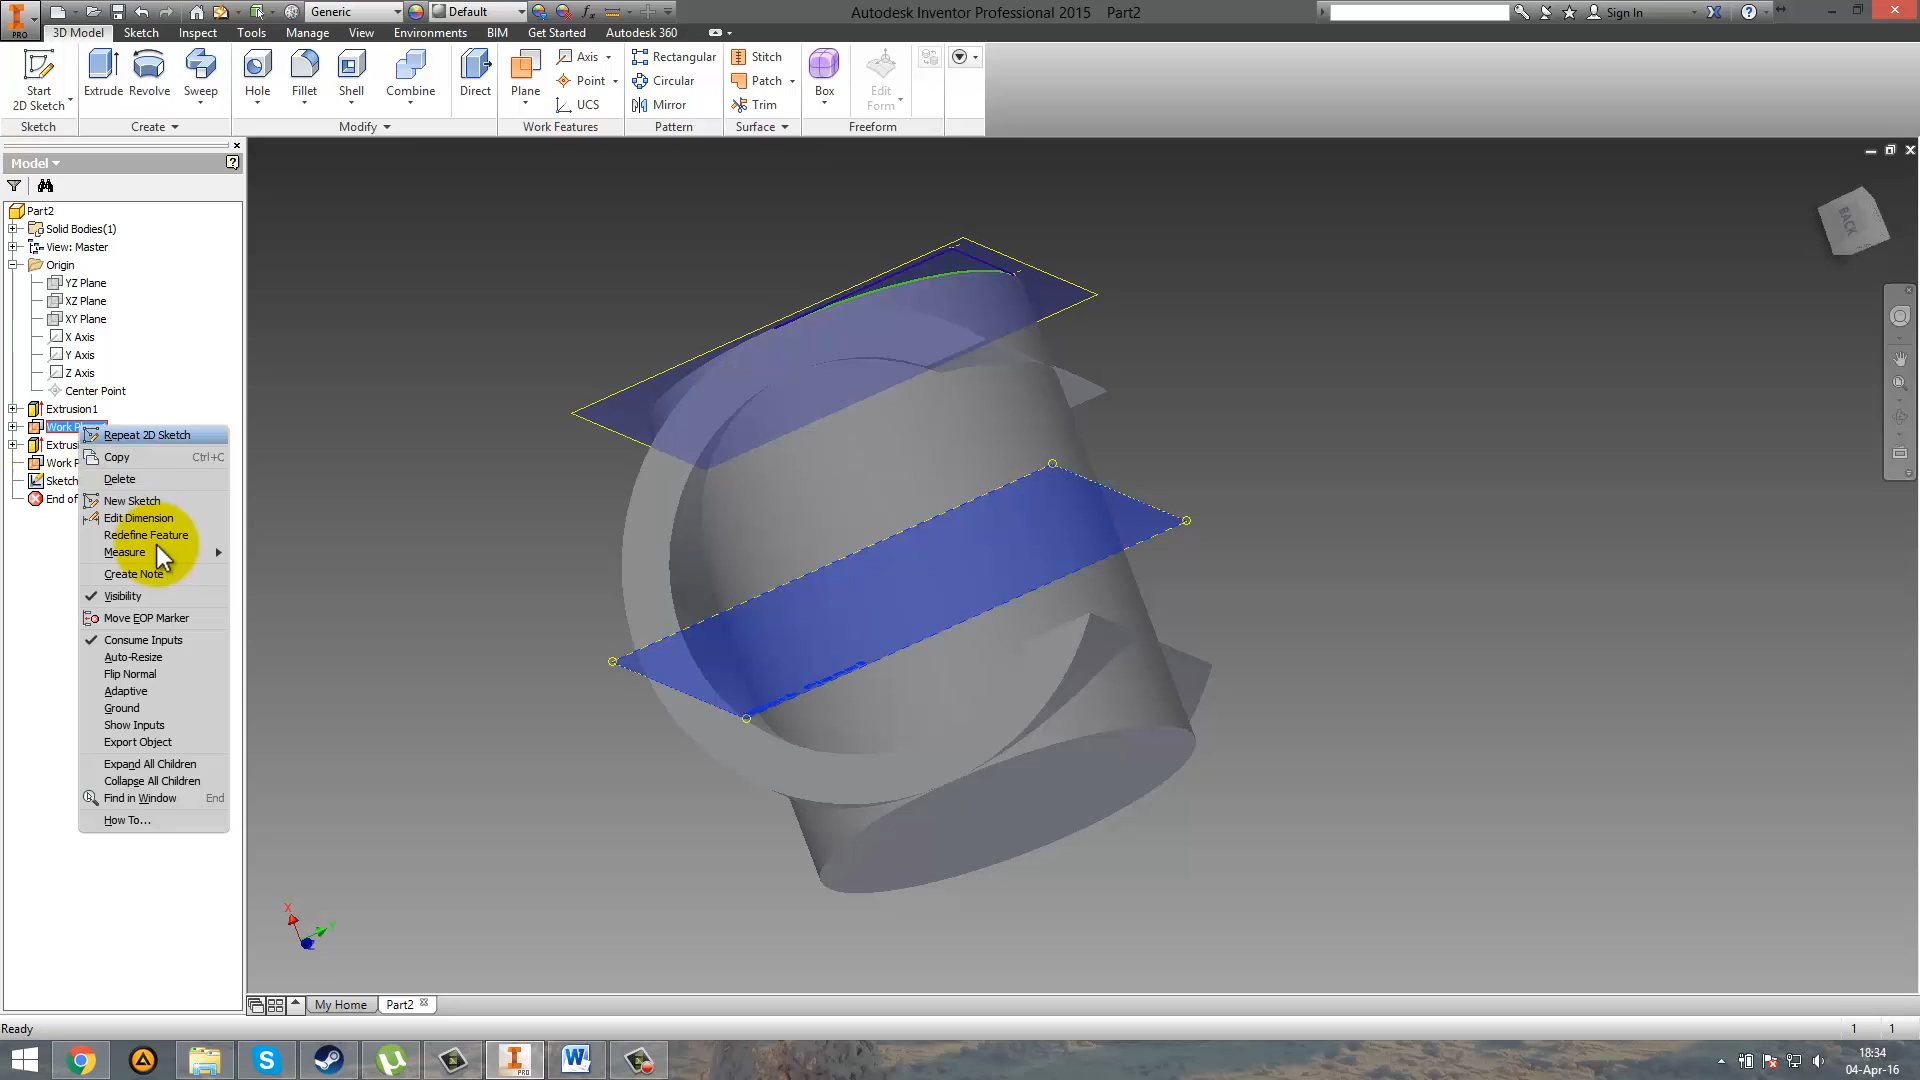 Generic
Default
Autodesk Inventor Professional 2015 Part2
Sign In
PRO
3D Model Sketch Inspect Tools Manage View Environments BIM Get Started Autodesk 360
Start
2D Sketch
Extrude
Revolve
Sweep
Hole
Fillet
Shell
Combine
Direct
Plane
Axis
Point
UCS
Rectangular
Circular
Mirror
Stitch
Patch
Trim
Box
Edit
Form
Sketch Create Modify Work Features Pattern Surface Freeform
Model
Part2
Solid Bodies(1)
View: Master
Origin
YZ Plane
XZ Plane
XY Plane
X Axis
Y Axis
Z Axis
Center Point
Extrusion1
Work P
Extrusi
Work P
Sketch
End of
Repeat 2D Sketch
Copy Ctrl+C
Delete
New Sketch
Edit Dimension
Redefine Feature
Measure
Create Note
Visibility
Move EOP Marker
Consume Inputs
Auto-Resize
Flip Normal
Adaptive
Ground
Show Inputs
Export Object
Expand All Children
Collapse All Children
Find in Window End
How To...
BACK
X
Y
My Home Part2
Ready 1 1
PRO
18:34
04-Apr-16